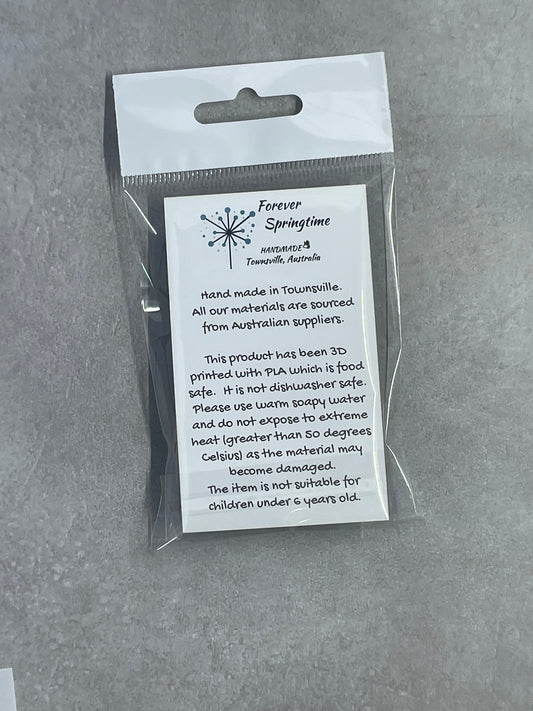 Forever
Springtime
HANDMADE
Townsville, Australia
Hand made in Townsville.
All our materials are sourced
from Australian suppliers.
This product has been 3D
printed with PLA which is food
safe. It is not dishwasher safe.
Please use warm soapy water
and do not expose to extreme
heat (greater than 50 degrees
Celsius) as the material may
become damaged.
The item is not suitable for
children under 6 years old.